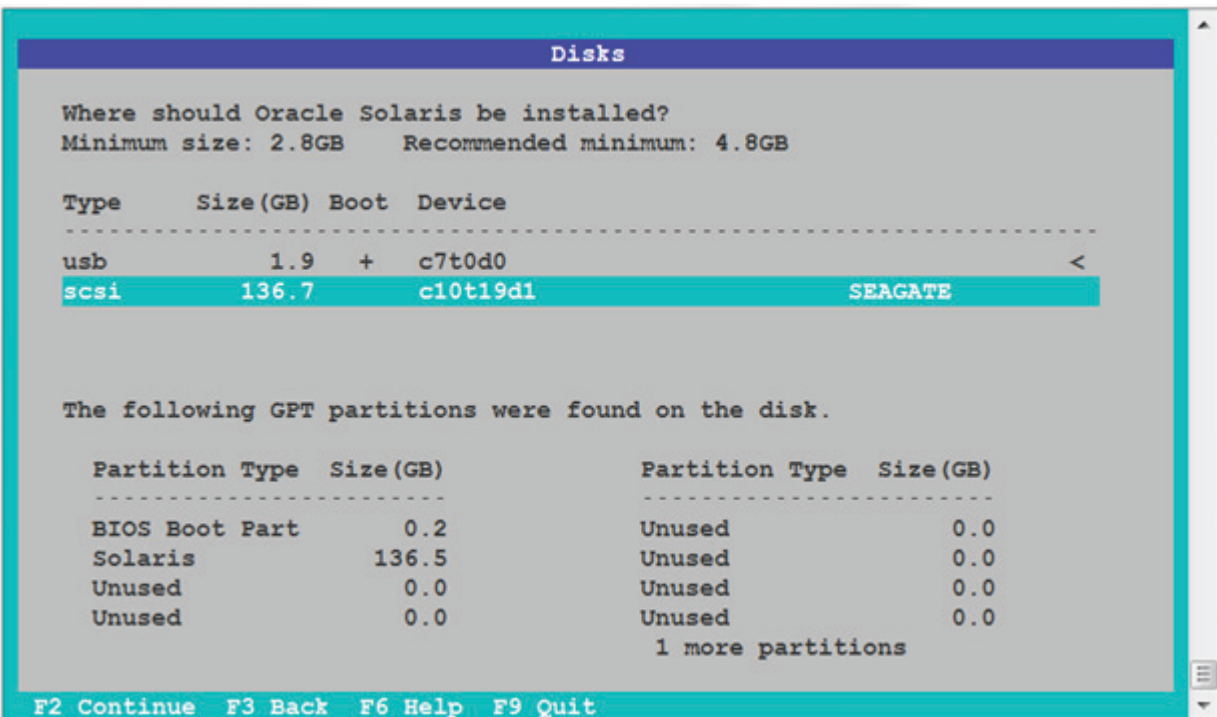 Disks
Where should Oracle Solaris be installed?
Minimum size: 2.8GB Recommended minimum: 4.8GB
Type Size(GB) Boot Device
usb 1.9 + c7t0d0 <
scsi 136.7 c10t19d1 SEAGATE
The following GPT partitions were found on the disk.
Partition Type Size(GB) Partition Type Size(GB)
BIOS Boot Part 0.2 Unused 0.0
Solaris 136.5 Unused 0.0
Unused 0.0 Unused 0.0
Unused 0.0 Unused 0.0
1 more partitions
F2 Continue F3 Back F6 Help F9 Quit